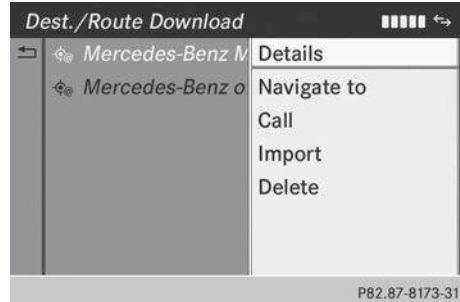 Dest./Route Download
Mercedes-Benz M
Details
Mercedes-Benz o
Navigate to
Call
Import
Delete
P82.87-8173-31